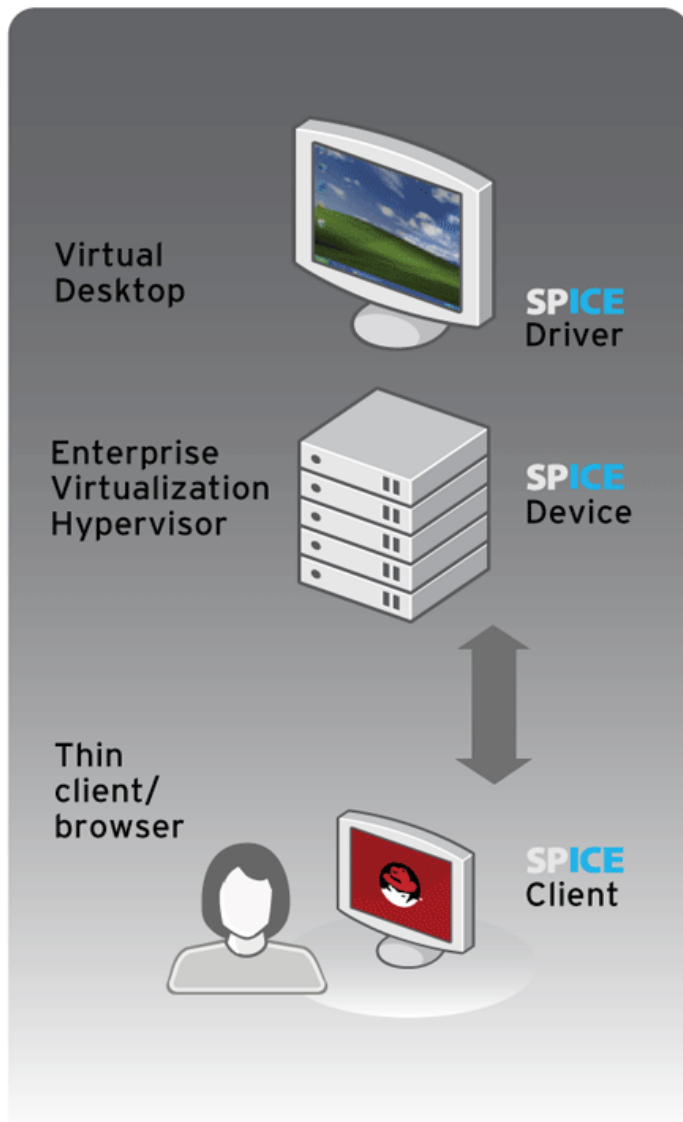 Virtual
Desktop
SPICE
Driver
Enterprise
Virtualization
Hypervisor
SPICE
Device
Thin
client/
browser
SPICE
Client